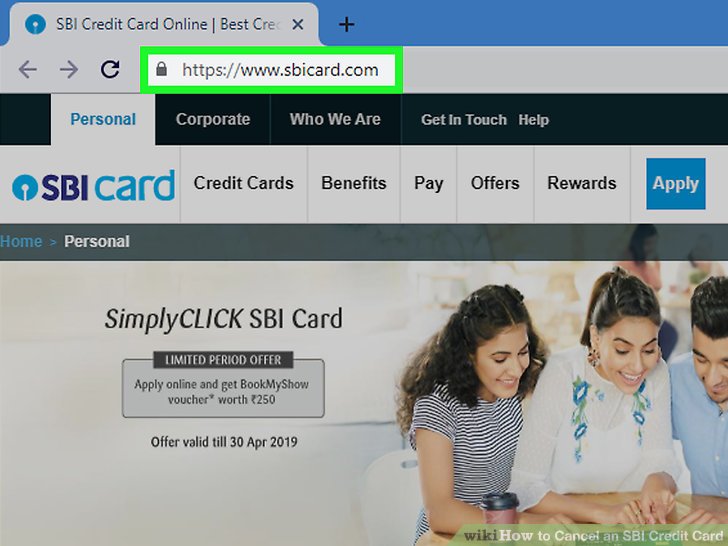 SBI Credit Card Online | Best Cre
https://www.sbicard.com
Personal Corporate Who We Are Get In Touch Help
SBI card Credit Cards Benefits Pay Offers Rewards Apply
Home > Personal
SimplyCLICK SBI Card
LIMITED PERIOD OFFER
Apply online and get BookMyShow
voucher* worth ₹250
Offer valid till 30 Apr 2019
wikiHow to Cancel an SBI Credit Card